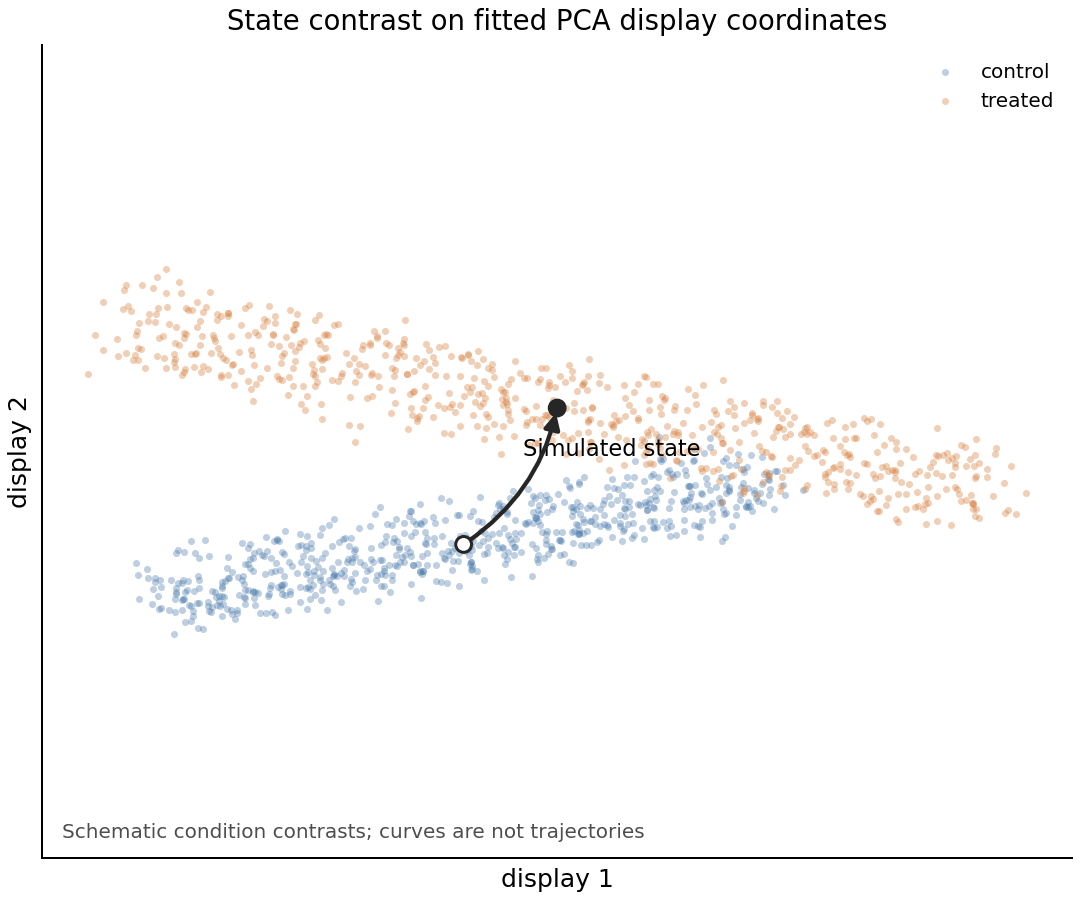 State contrast on fitted PCA display coordinates
control
treated
Simulated state
display 2
Schematic condition contrasts; curves are not trajectories
display 1